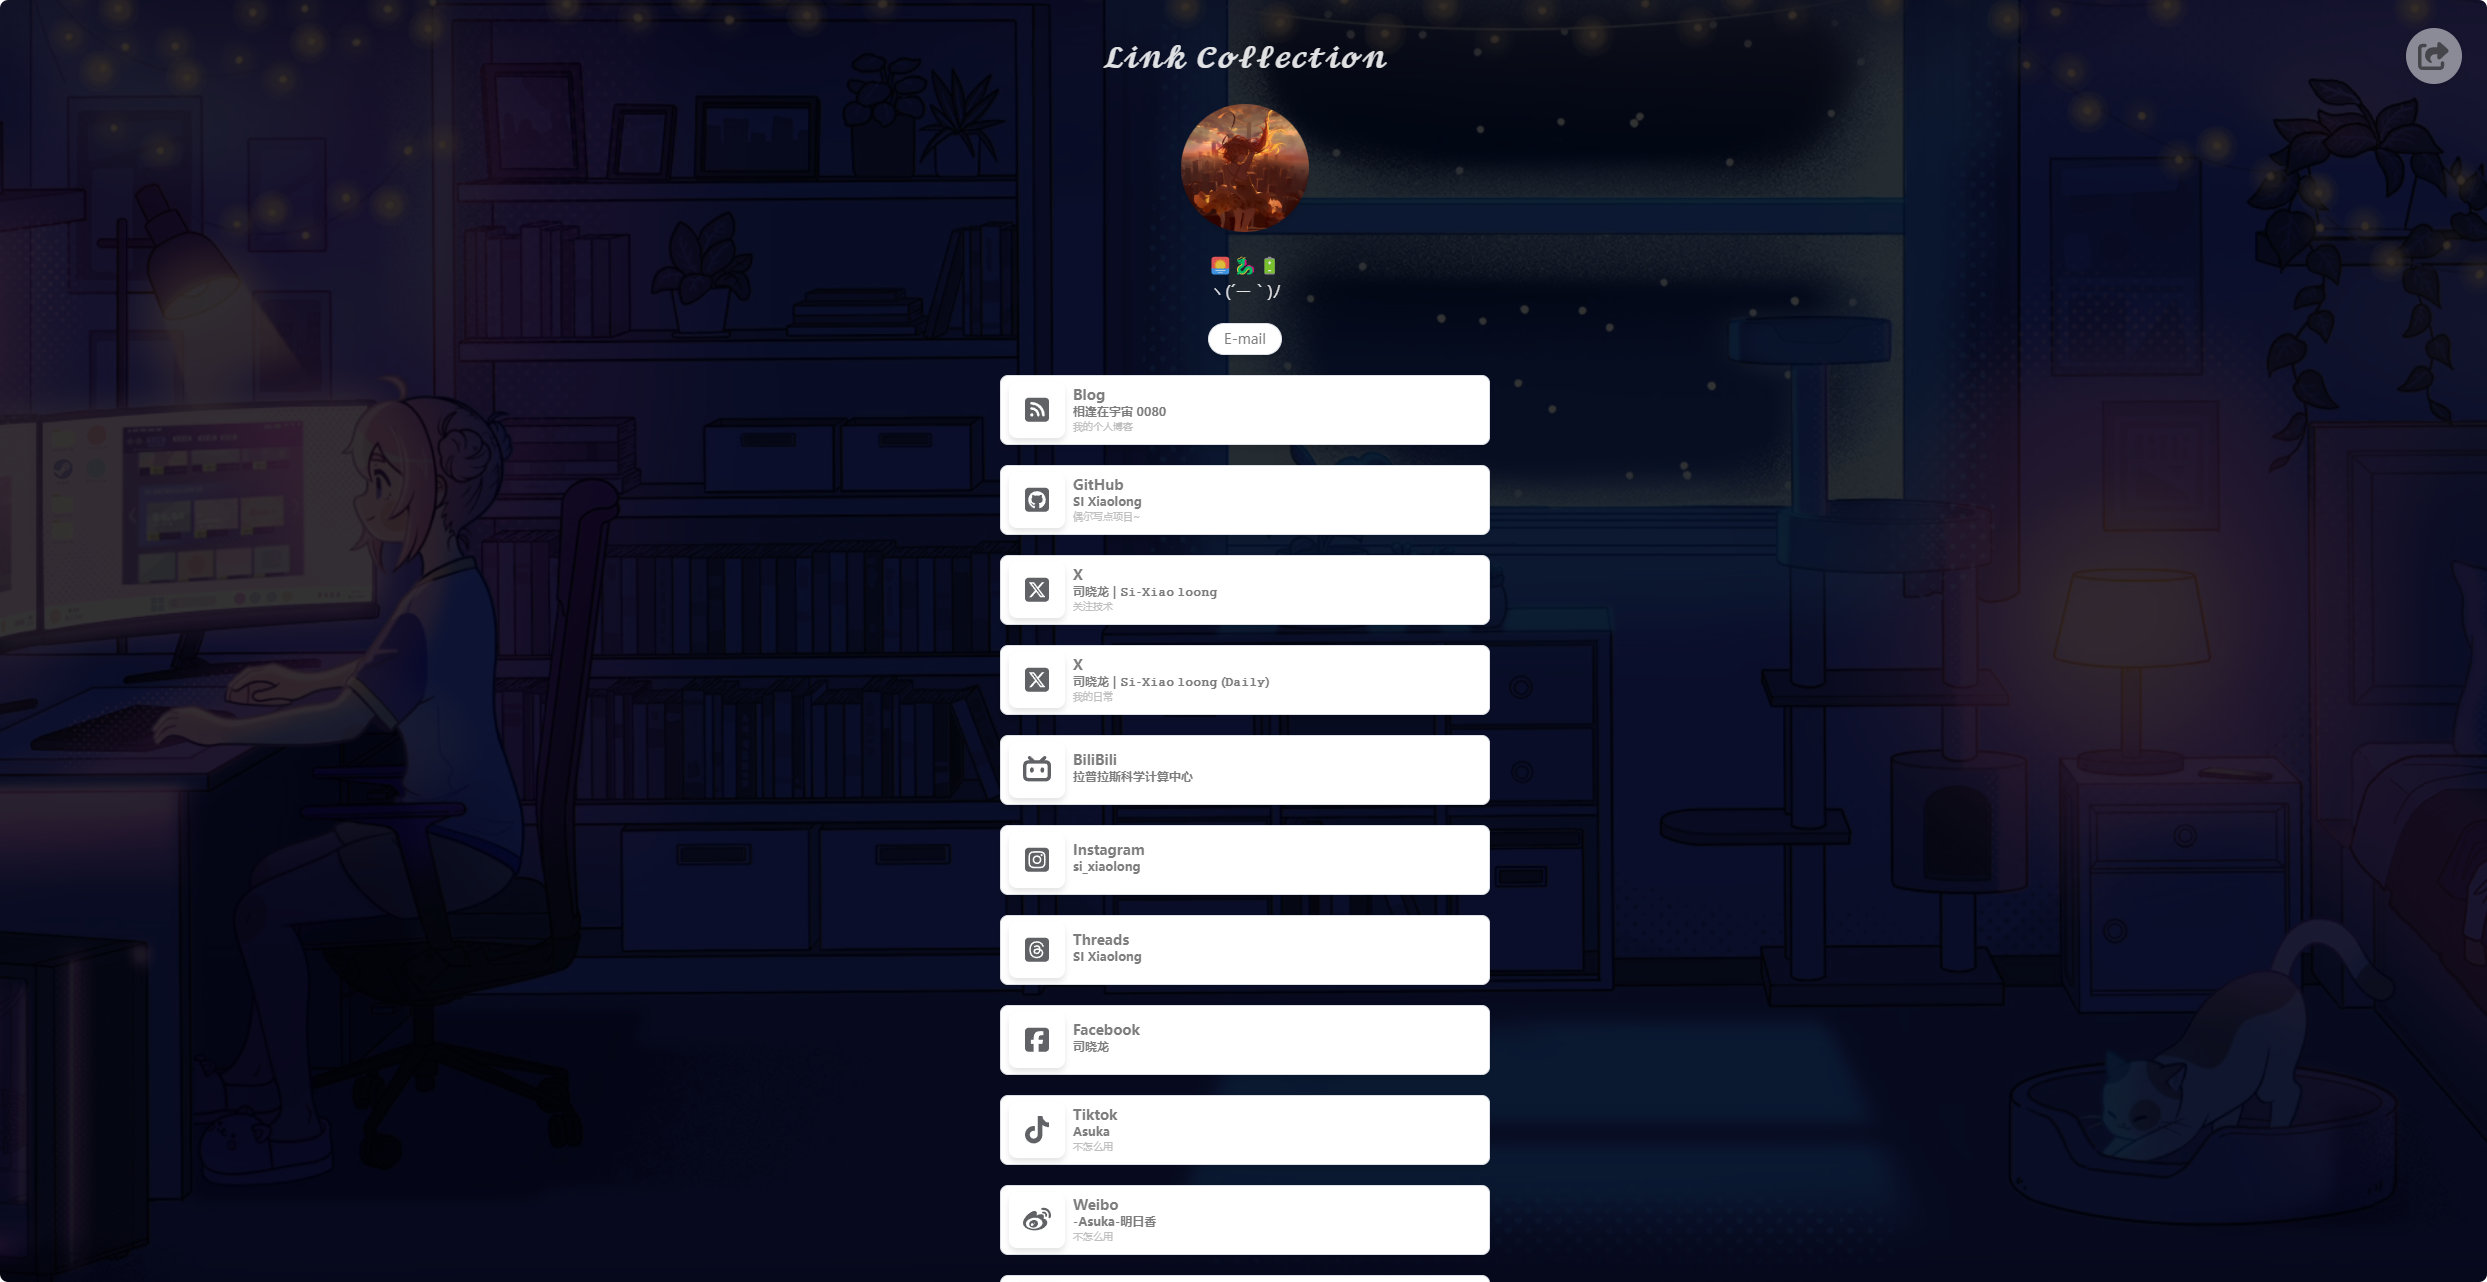 Link Collection
🌅 🐉 🔋
ヽ(´ー｀)ﾉ
E-mail
Blog
相逢在宇宙 0080
我的个人博客
GitHub
SI Xiaolong
偶尔写点项目~
X
司晓龙 | Si-Xiao loong
关注技术
X
司晓龙 | Si-Xiao loong (Daily)
我的日常
BiliBili
拉普拉斯科学计算中心
Instagram
si_xiaolong
Threads
SI Xiaolong
Facebook
司晓龙
Tiktok
Asuka
不怎么用
Weibo
-Asuka-明日香
不怎么用